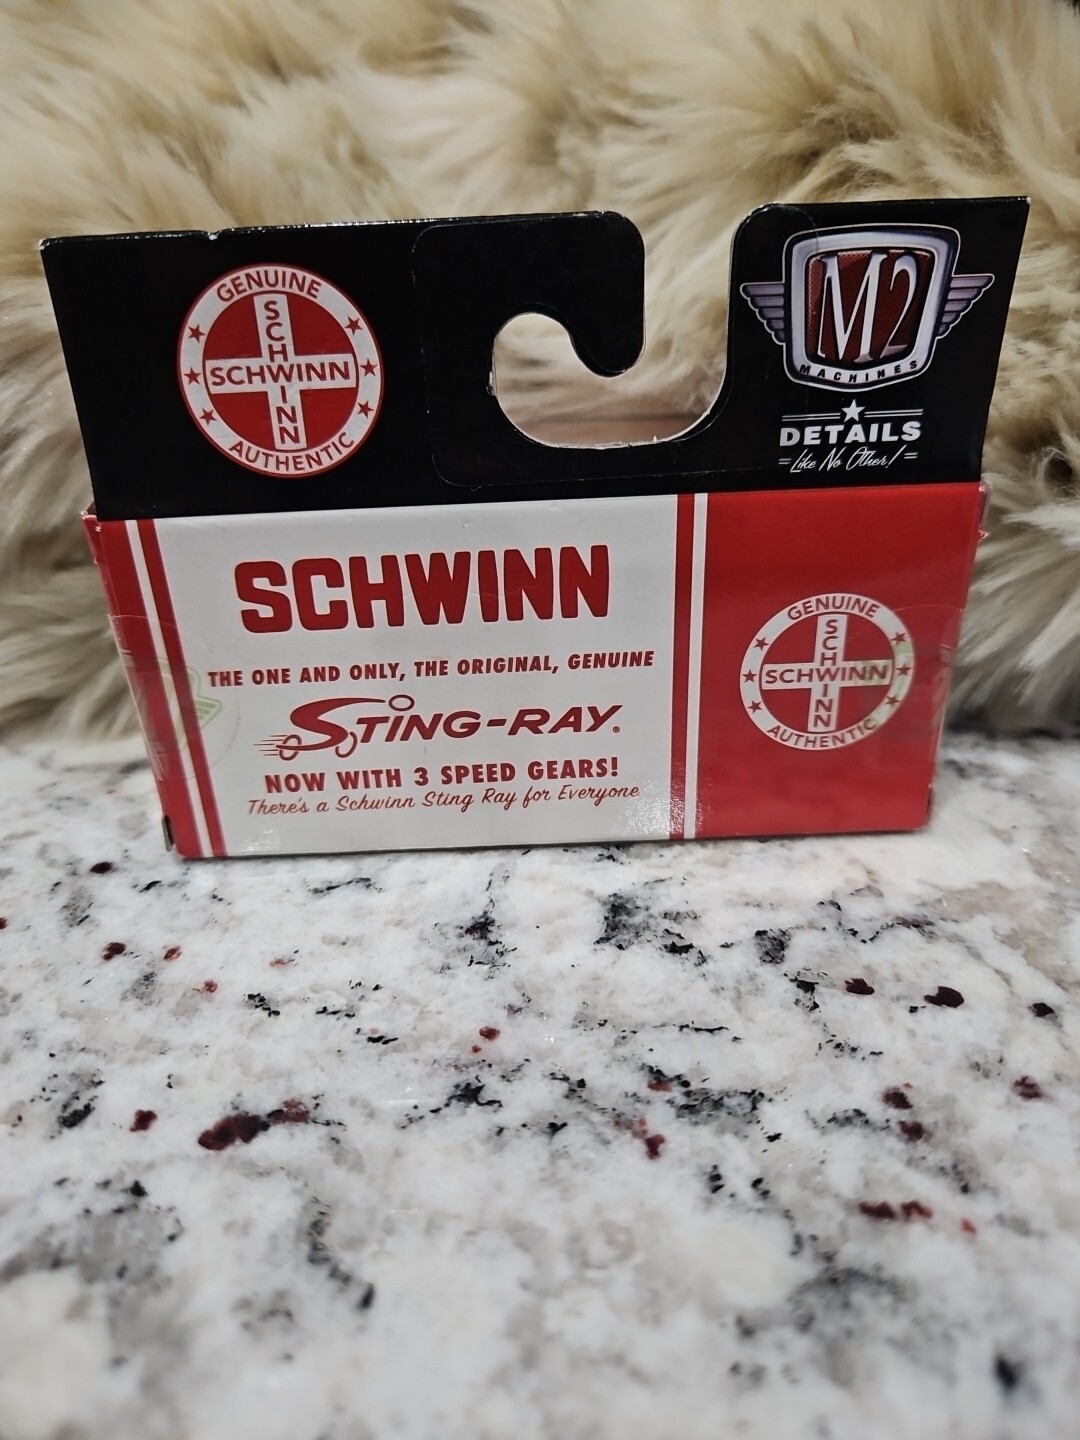 GENUINE
SCHWINN
SCHWINN
AUTHENTIC
M2
MACHINES
DETAILS
Like No Other!
SCHWINN
THE ONE AND ONLY, THE ORIGINAL, GENUINE
STING-RAY®
NOW WITH 3 SPEED GEARS!
There's a Schwinn Sting Ray for Everyone
GENUINE
SCHWINN
SCHWINN
AUTHENTIC